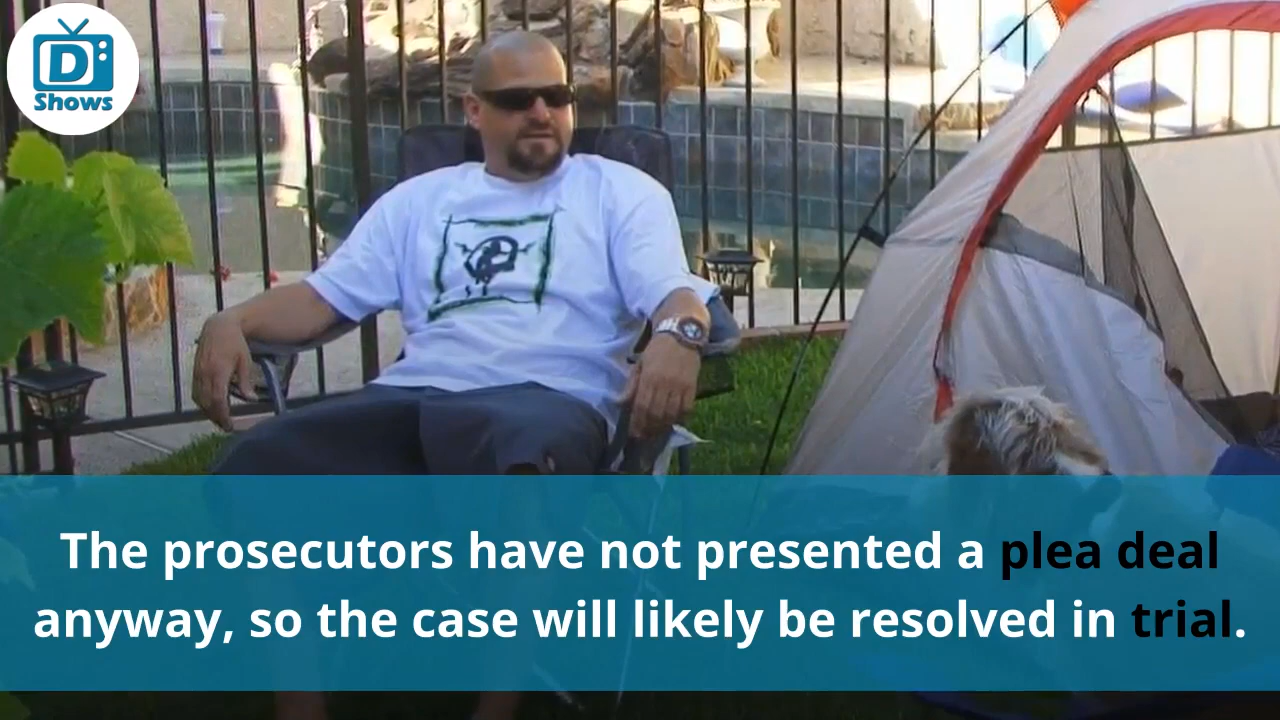 D
Shows
The prosecutors have not presented a plea deal
anyway, so the case will likely be resolved in trial.